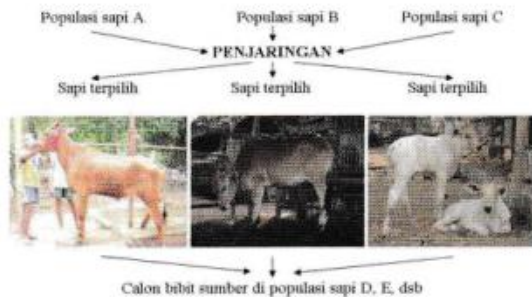 Populasi sapi A Populasi sapi B Populasi sapi C
PENJARINGAN
Sapi terpilih Sapi terpilih Sapi terpilih
Calon bibit sumber di populasi sapi D, E, dsb